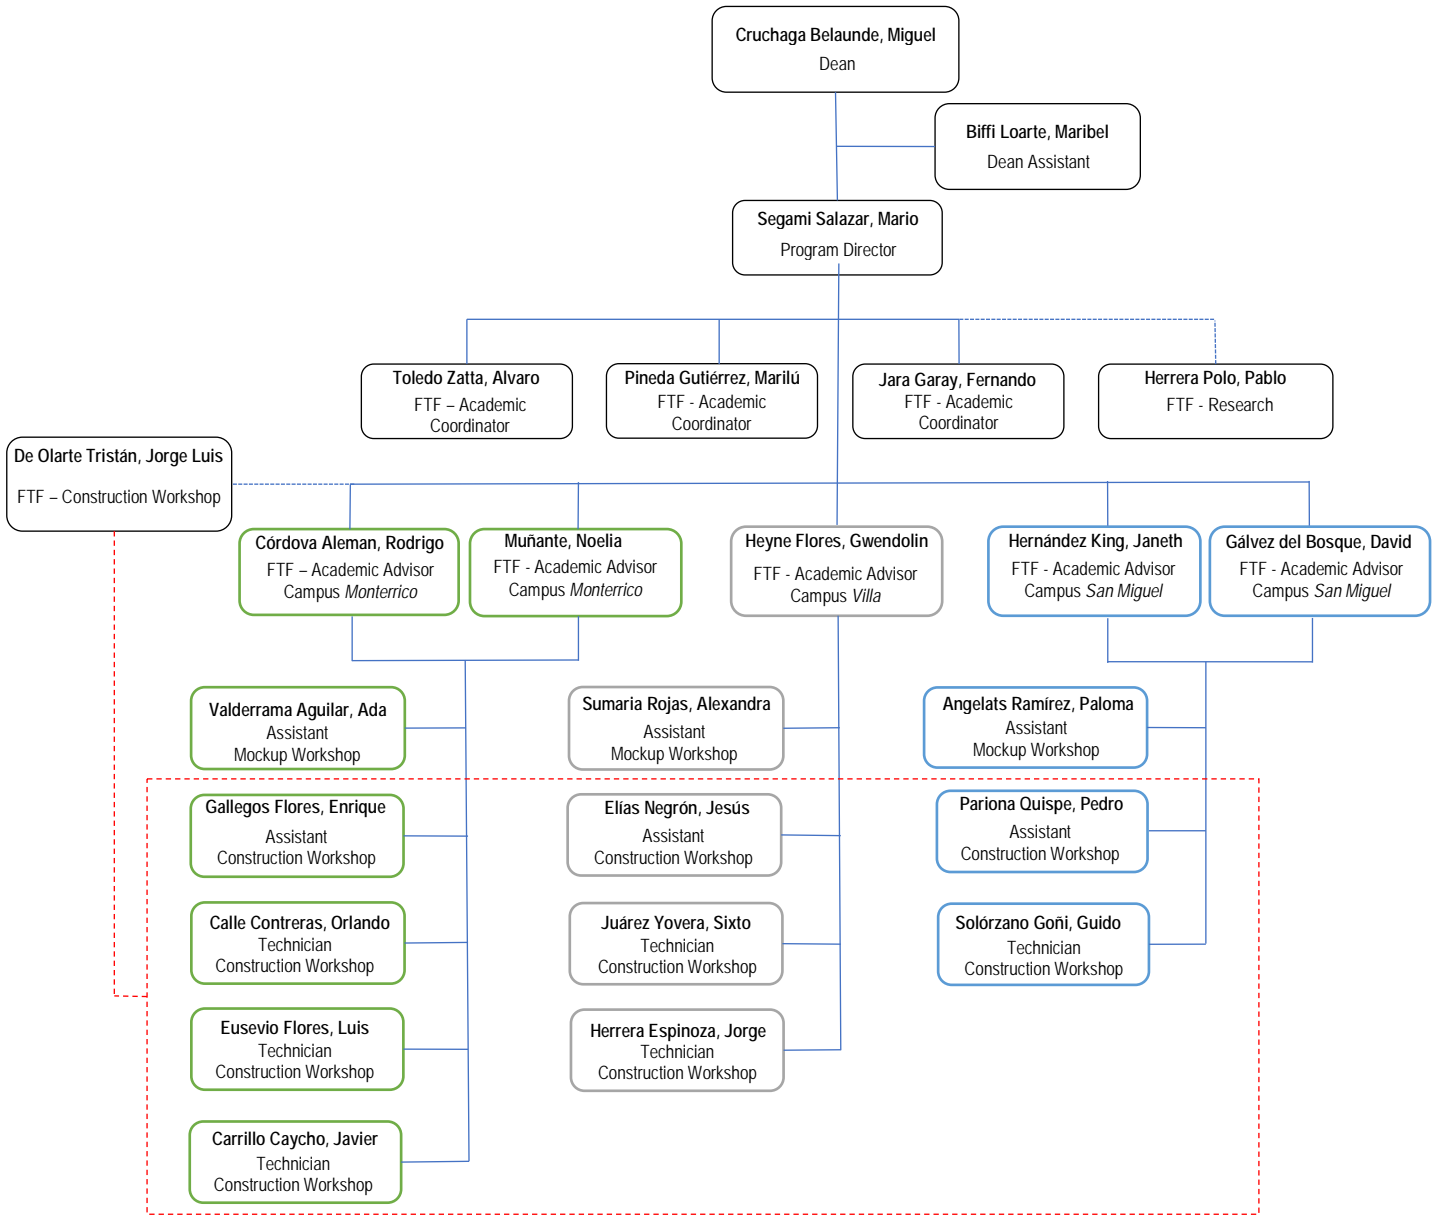 Cruchaga Belaunde, Miguel
Dean
Biffi Loarte, Maribel
Dean Assistant
Segami Salazar, Mario
Program Director
Toledo Zatta, Alvaro
FTF – Academic
Coordinator
Pineda Gutiérrez, Marilú
FTF - Academic
Coordinator
Jara Garay, Fernando
FTF - Academic
Coordinator
Herrera Polo, Pablo
FTF - Research
De Olarte Tristán, Jorge Luis
FTF – Construction Workshop
Córdova Aleman, Rodrigo
FTF – Academic Advisor
Campus Monterrico
Muñante, Noelia
FTF - Academic Advisor
Campus Monterrico
Heyne Flores, Gwendolin
FTF - Academic Advisor
Campus Villa
Hernández King, Janeth
FTF - Academic Advisor
Campus San Miguel
Gálvez del Bosque, David
FTF - Academic Advisor
Campus San Miguel
Valderrama Aguilar, Ada
Assistant
Mockup Workshop
Sumaria Rojas, Alexandra
Assistant
Mockup Workshop
Angelats Ramírez, Paloma
Assistant
Mockup Workshop
Gallegos Flores, Enrique
Assistant
Construction Workshop
Elías Negrón, Jesús
Assistant
Construction Workshop
Pariona Quispe, Pedro
Assistant
Construction Workshop
Calle Contreras, Orlando
Technician
Construction Workshop
Juárez Yovera, Sixto
Technician
Construction Workshop
Solórzano Goñi, Guido
Technician
Construction Workshop
Eusevio Flores, Luis
Technician
Construction Workshop
Herrera Espinoza, Jorge
Technician
Construction Workshop
Carrillo Caycho, Javier
Technician
Construction Workshop